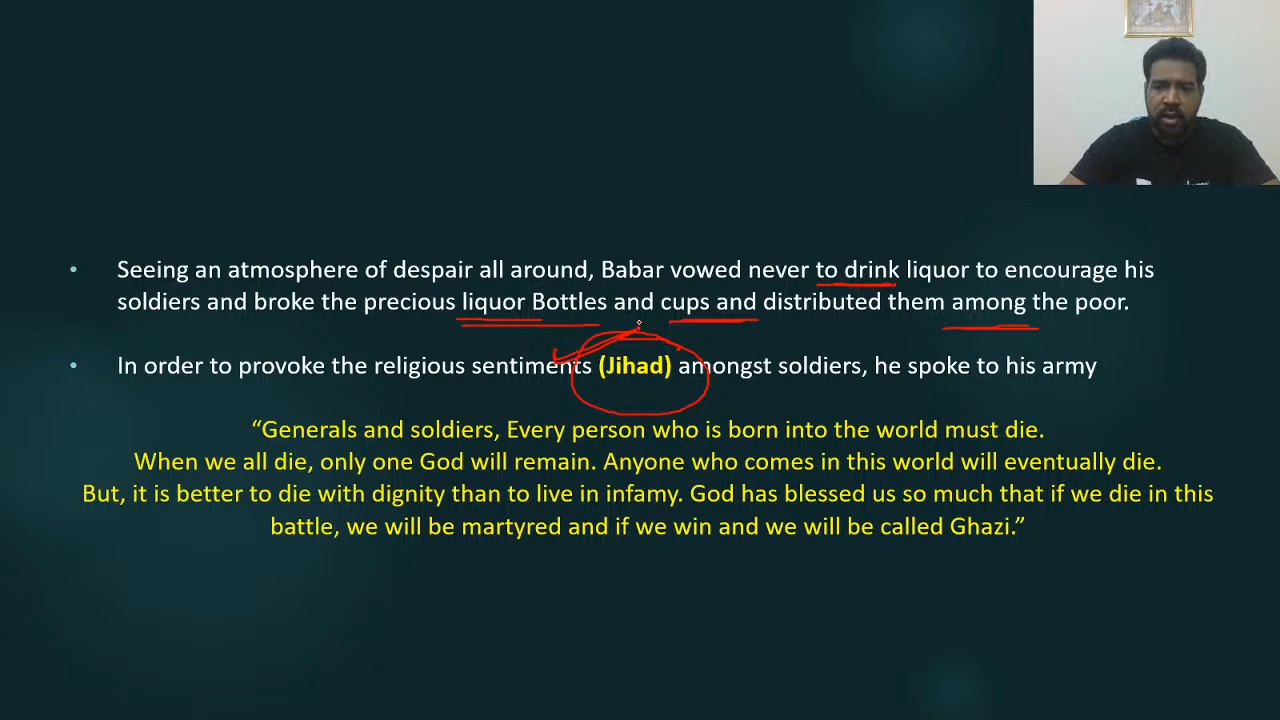 Seeing an atmosphere of despair all around, Babar vowed never to drink liquor to encourage his
soldiers and broke the precious liquor Bottles and cups and distributed them among the poor.
In order to provoke the religious sentiments (Jihad) amongst soldiers, he spoke to his army
“Generals and soldiers, Every person who is born into the world must die.
When we all die, only one God will remain. Anyone who comes in this world will eventually die.
But, it is better to die with dignity than to live in infamy. God has blessed us so much that if we die in this
battle, we will be martyred and if we win and we will be called Ghazi.”